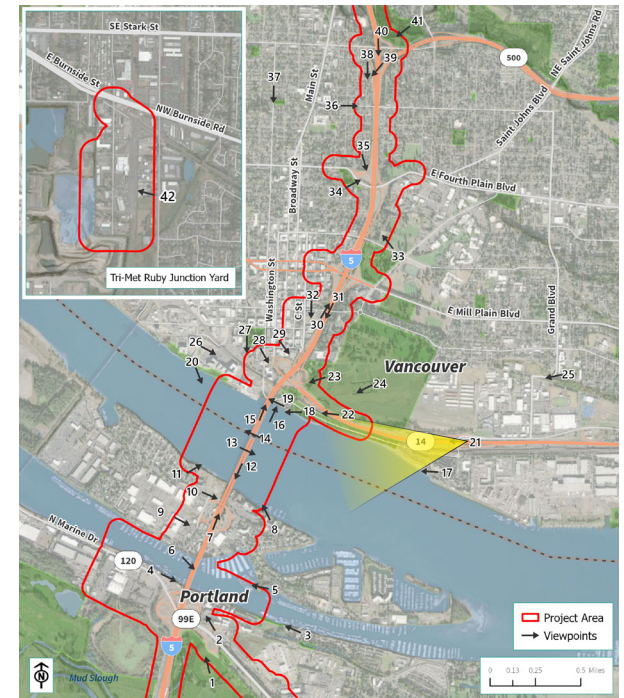 SE Stark St
E Burnside St
NW Burnside Rd
42
Tri-Met Ruby Junction Yard
41
40
38
39
500
NE Saint Johns Rd
37
Main St
36
Saint Johns Blvd
35
34
E Fourth Plain Blvd
Broadway St
33
5
Washington St
C St
32
31
30
E Mill Plain Blvd
Grand Blvd
27
29
28
26
20
Vancouver
23
24
25
19
18
22
15
16
14
21
14
13
12
17
11
10
9
8
7
N Marine Dr
6
120
4
5
Portland
99E
2
3
5
1
Mud Slough
N
Project Area
Viewpoints
0 0.13 0.25 0.5 Miles